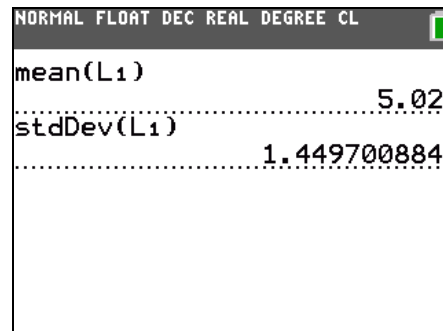 NORMAL FLOAT DEC REAL DEGREE CL
mean(L₁)
5.02
stdDev(L₁)
1.449700884